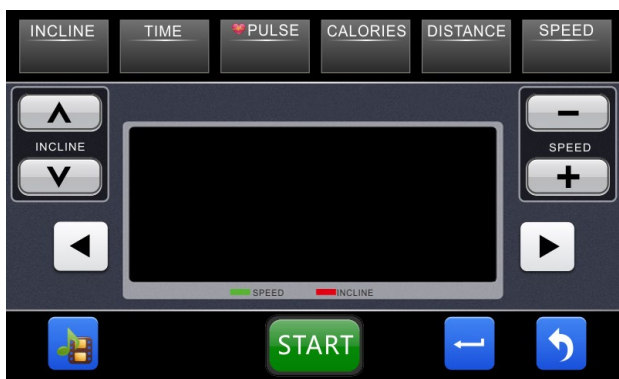 INCLINE
TIME
PULSE
CALORIES
DISTANCE
SPEED
INCLINE
SPEED
SPEED
INCLINE
START